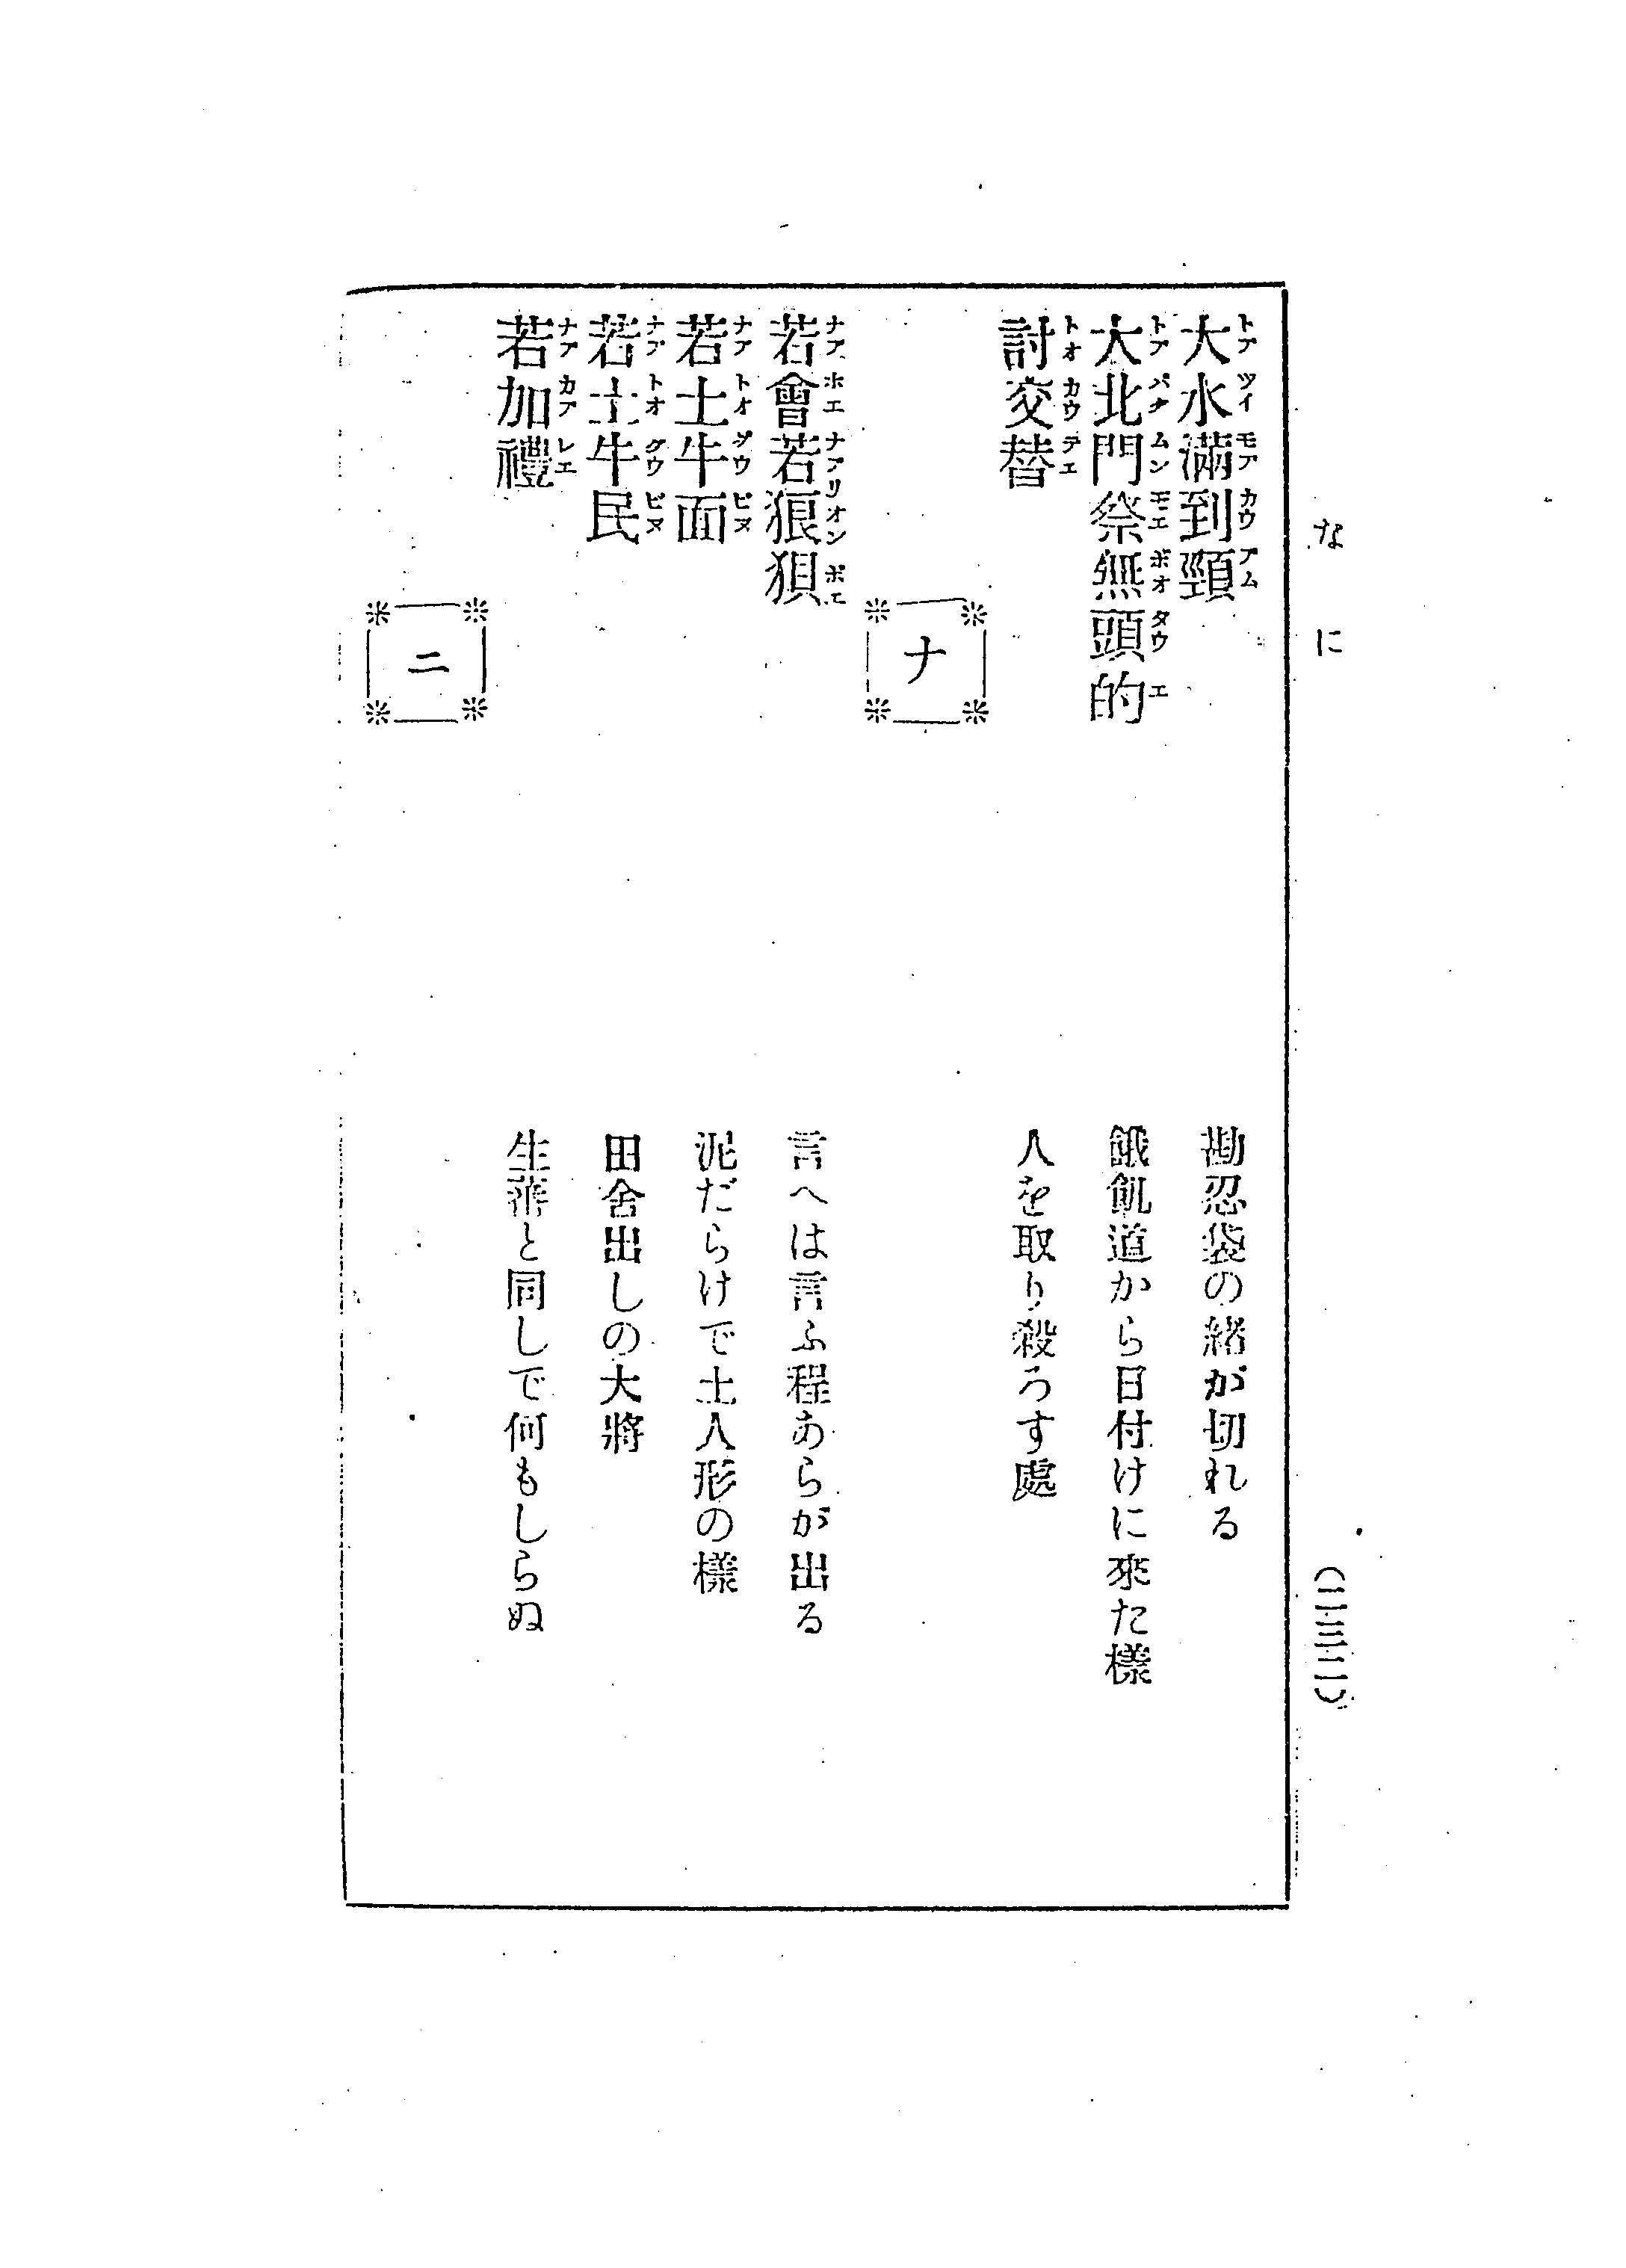 なに
(二三二)
大水滿到頸
トアツイモアカウアム
勘忍袋の緒が切れる
大北門祭無頭的
トアパクムンモエボオタウエ
餓飢道から日付けに來た樣
討交替
トオカウテエ
人を取り殺ろす處
ナ
若會若狼狽
ナアホエナアリオンボエ
言へは言ふ程あらが出る
若土牛面
ナアトオグウビヌ
泥だらけで土人形の樣
若土牛民
ナアトオグウビヌ
田舍出しの大將
若加禮
ナアカアレエ
生蕃と同しで何もしらぬ
ニ